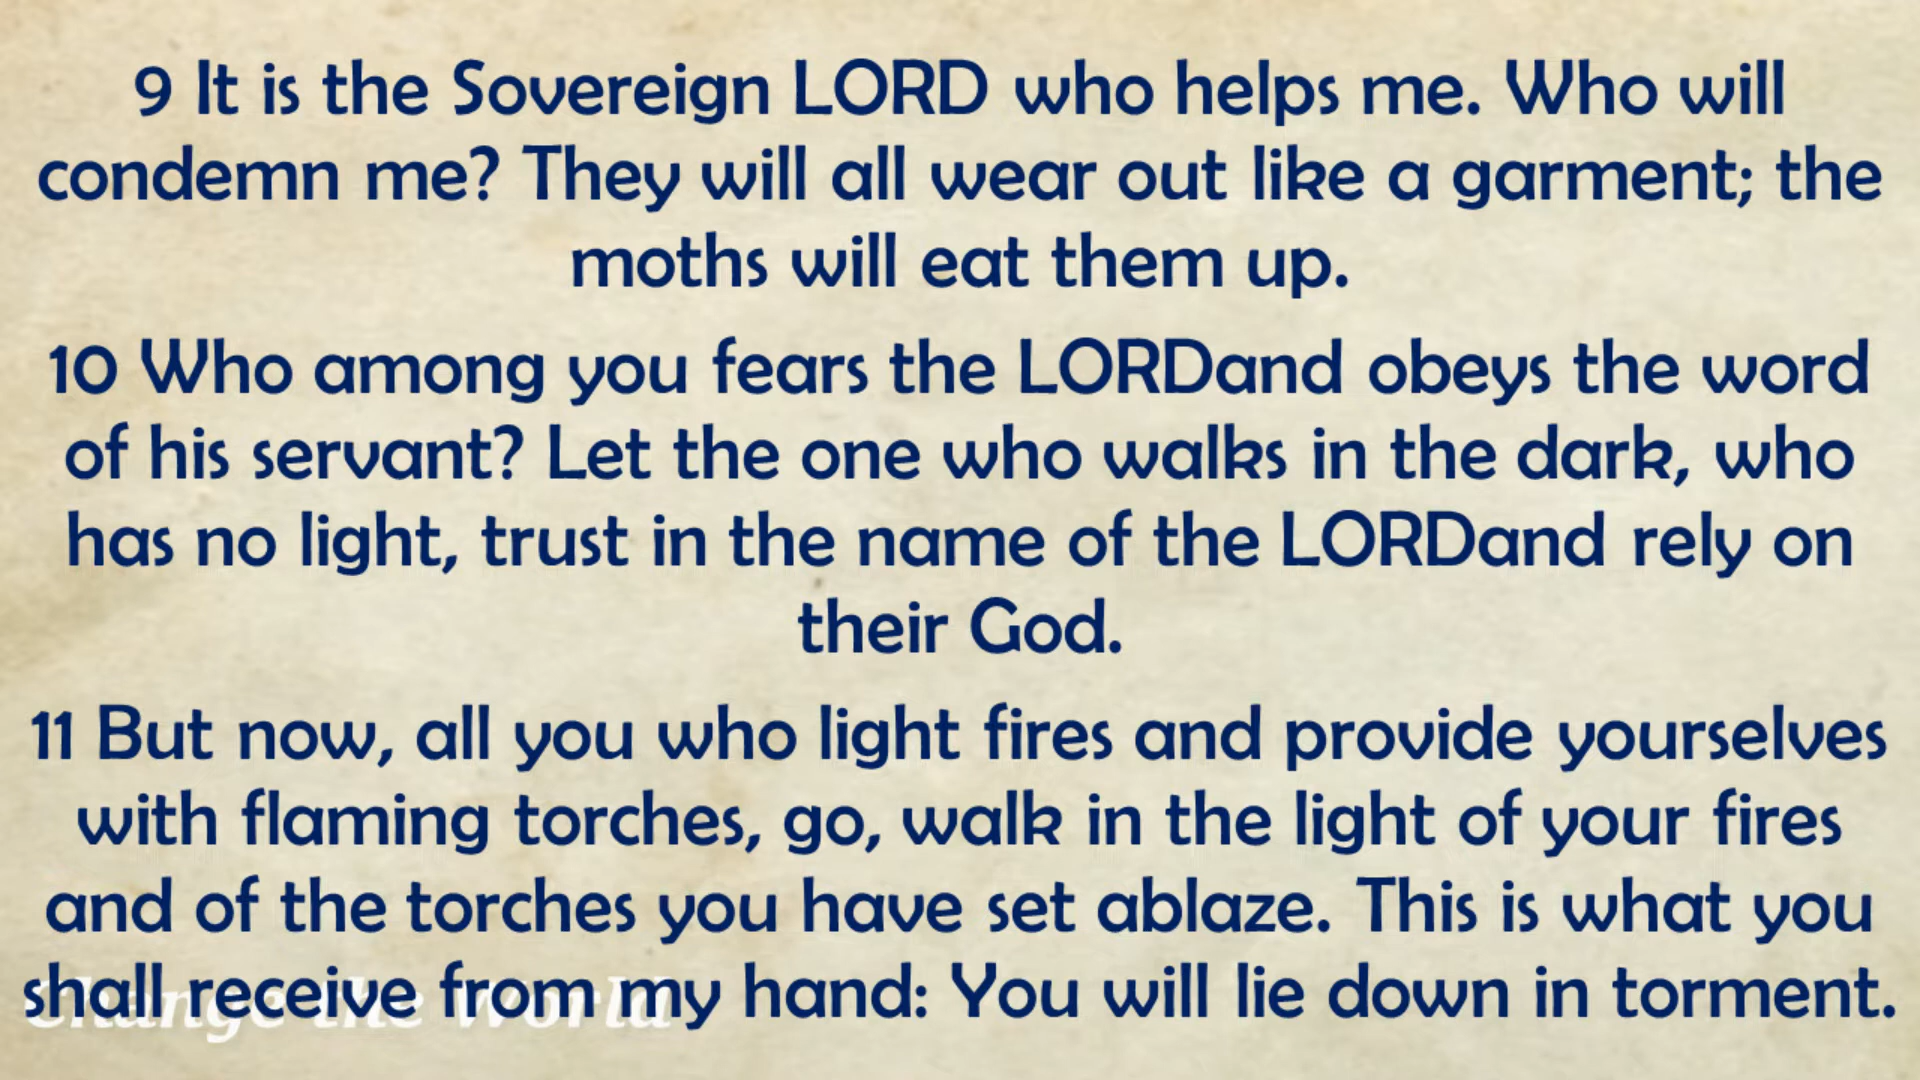 9 It is the Sovereign LORD who helps me. Who will
condemn me? They will all wear out like a garment; the
moths will eat them up.
10 Who among you fears the LORDand obeys the word
of his servant? Let the one who walks in the dark, who
has no light, trust in the name of the LORDand rely on
their God.
11 But now, all you who light fires and provide yourselves
with flaming torches, go, walk in the light of your fires
and of the torches you have set ablaze. This is what you
shall receive from my hand: You will lie down in torment.
Change the World